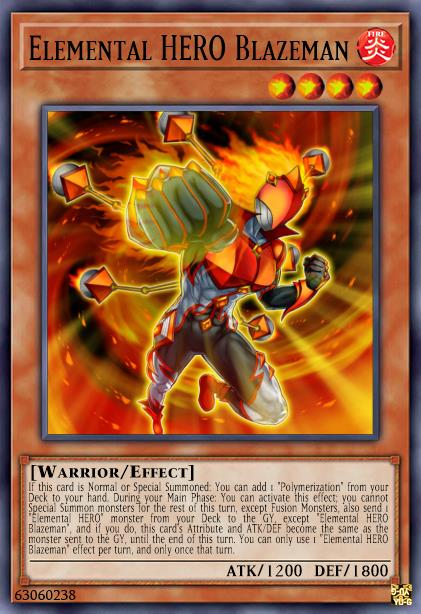 Elemental HERO Blazeman
FIRE
炎
[Warrior/Effect]
If this card is Normal or Special Summoned: You can add 1 "Polymerization" from your
Deck to your hand. During your Main Phase: You can activate this effect; you cannot
Special Summon monsters for the rest of this turn, except Fusion Monsters, also send 1
"Elemental HERO" monster from your Deck to the GY, except "Elemental HERO
Blazeman", and if you do, this card's Attribute and ATK/DEF become the same as the
monster sent to the GY, until the end of this turn. You can only use 1 "Elemental HERO
Blazeman" effect per turn, and only once that turn.
ATK/1200 DEF/1800
63060238